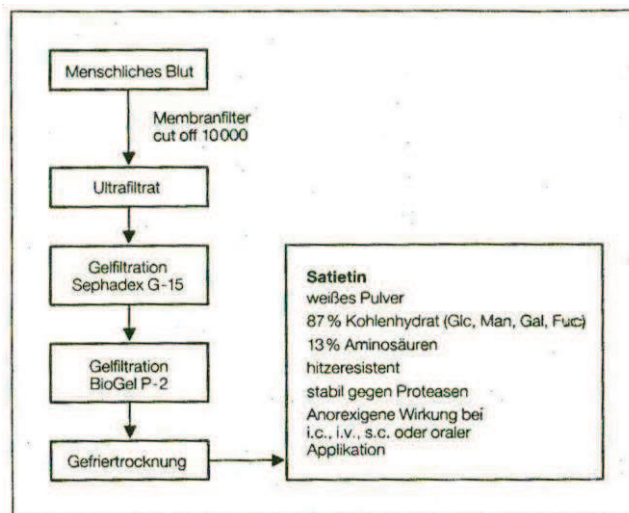 Menschliches Blut
Membranfilter
cut off 10000
Ultrafiltrat
Gelfiltration
Sephadex G-15
Gelfiltration
BioGel P-2
Gefriertrocknung
Satietin
weißes Pulver
87% Kohlenhydrat (Glc, Man, Gal, Fuc)
13% Aminosäuren
hitzeresistent
stabil gegen Proteasen
Anorexigene Wirkung bei
i.c., i.v., s.c. oder oraler
Applikation